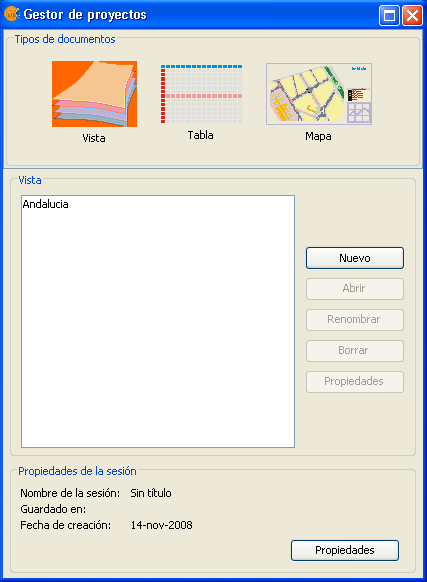 Gestor de proyectos
Tipos de documentos
Vista
Tabla
Mapa
Vista
Andalucia
Nuevo
Abrir
Renombrar
Borrar
Propiedades
Propiedades de la sesión
Nombre de la sesión: Sin título
Guardado en:
Fecha de creación: 14-nov-2008
Propiedades